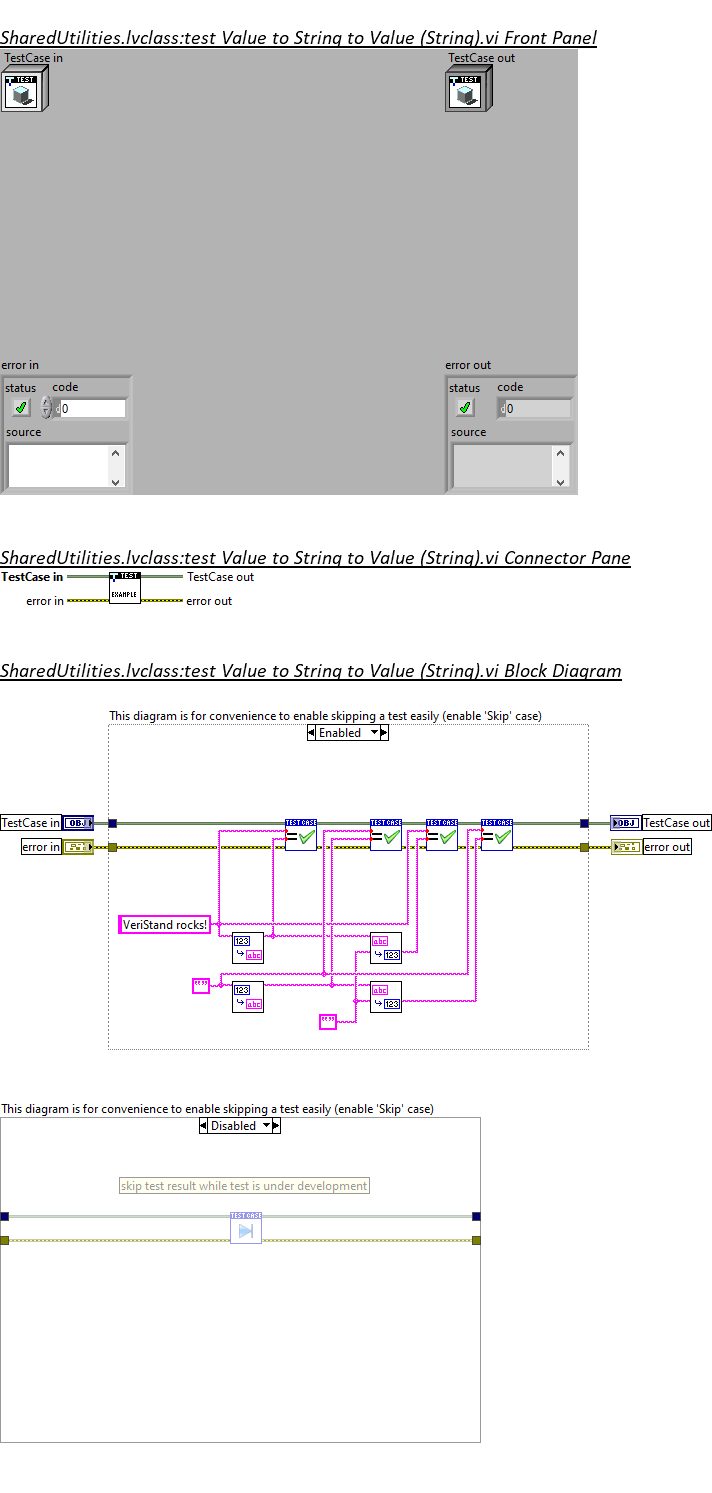 SharedUtilities.lvclass:test Value to String to Value (String).vi Front Panel
TestCase in
TestCase out
TEST
TEST
error in
error out
status code
status code
d0
d0
source
source
SharedUtilities.lvclass:test Value to String to Value (String).vi Connector Pane
TestCase in
TEST
TestCase out
error in
EXAMPLE
error out
SharedUtilities.lvclass:test Value to String to Value (String).vi Block Diagram
This diagram is for convenience to enable skipping a test easily (enable 'Skip' case)
Enabled
TestCase in
OBJ
TEST CASE
TEST CASE
TEST CASE
TEST CASE
OBJ
TestCase out
error in
error out
VeriStand rocks!
123
abc
abc
123
""
123
abc
abc
123
""
This diagram is for convenience to enable skipping a test easily (enable 'Skip' case)
Disabled
skip test result while test is under development
TEST CASE